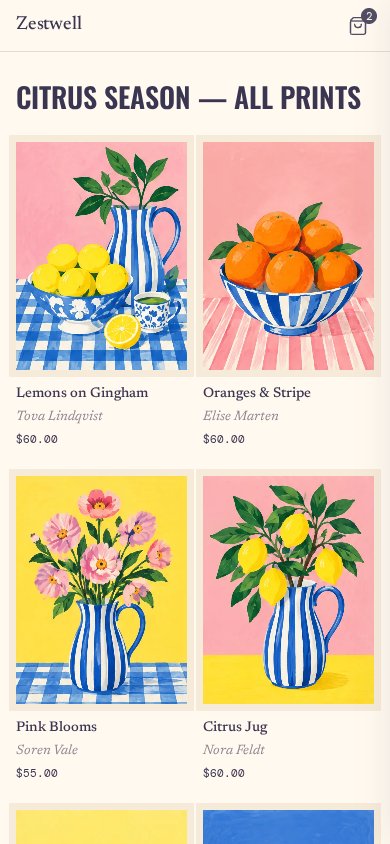 Zestwell
2
CITRUS SEASON — ALL PRINTS
Lemons on Gingham
Tova Lindqvist
$60.00
Oranges & Stripe
Elise Marten
$60.00
Pink Blooms
Soren Vale
$55.00
Citrus Jug
Nora Feldt
$60.00